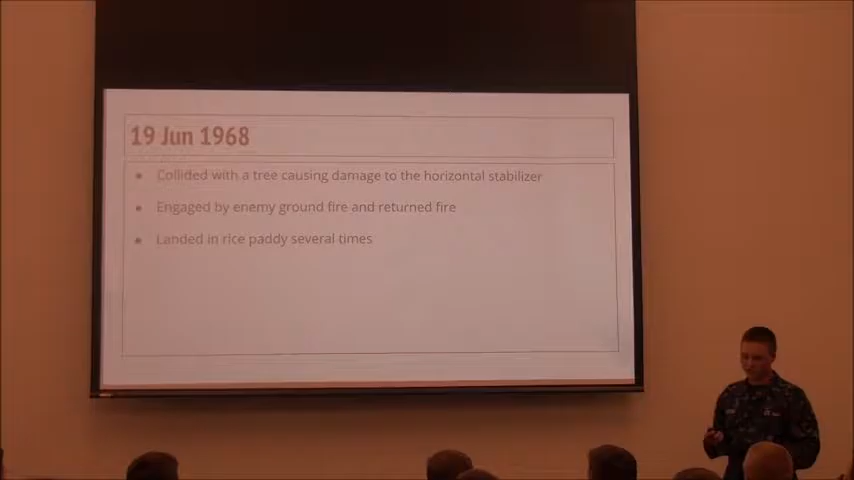 19 Jun 1968
Collided with a tree causing damage to the horizontal stabilizer
Engaged by enemy ground fire and returned fire
Landed in rice paddy several times